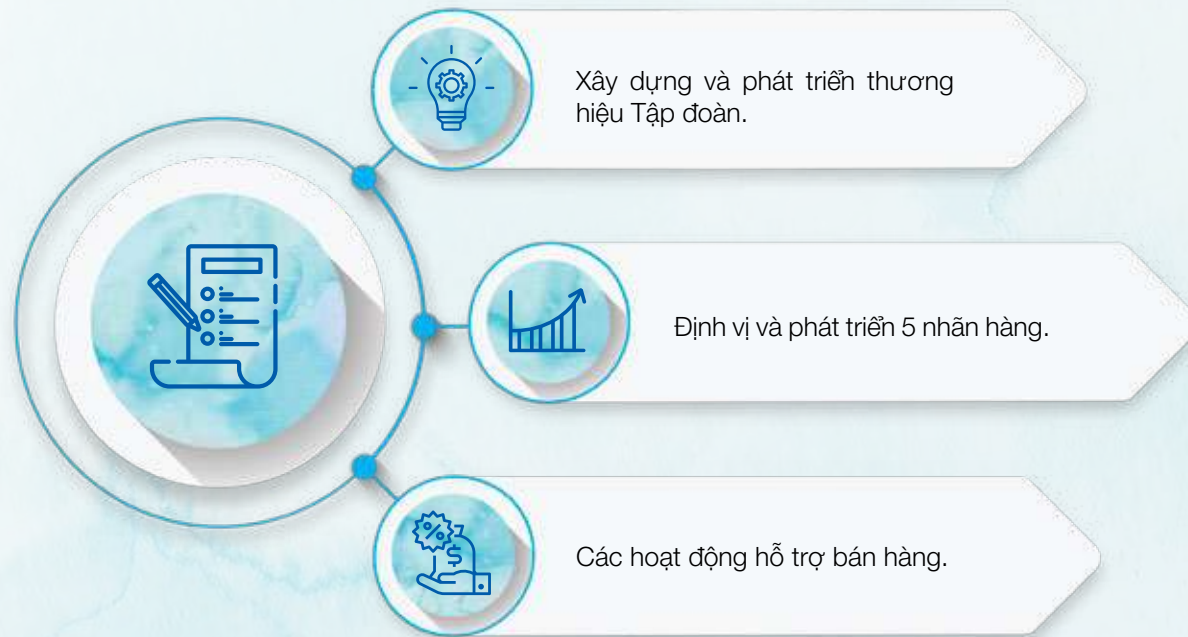 Xây dựng và phát triển thương
hiệu Tập đoàn.
Định vị và phát triển 5 nhãn hàng.
Các hoạt động hỗ trợ bán hàng.